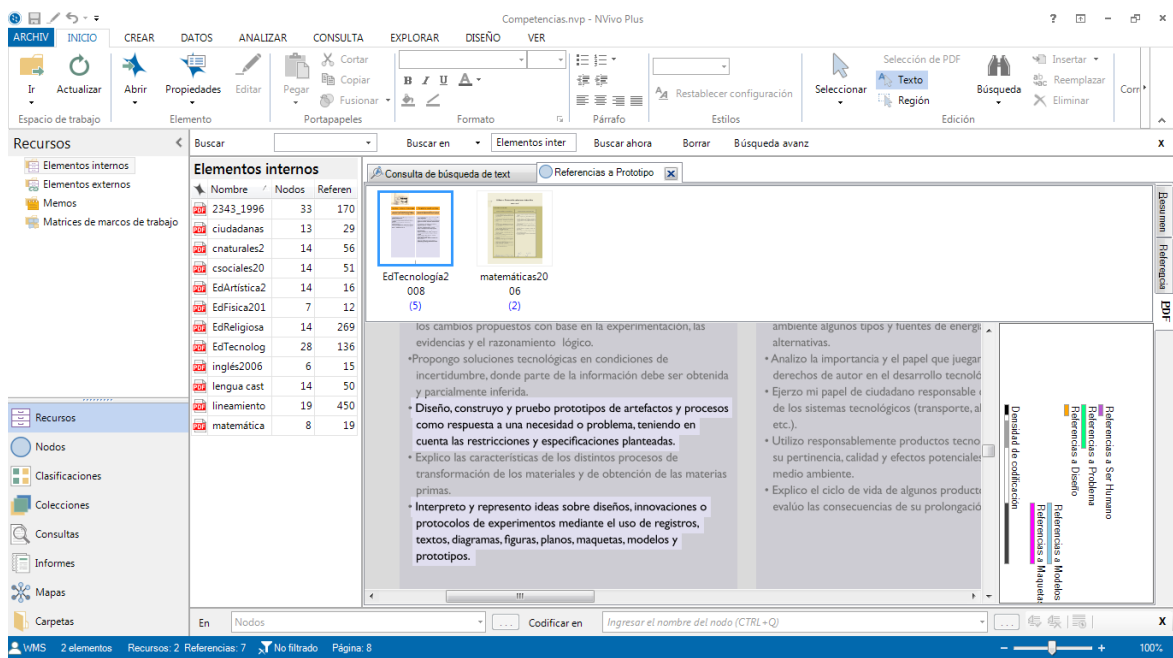 Competencias.nvp - NVivo Plus
ARCHIV INICIO CREAR DATOS ANALIZAR CONSULTA EXPLORAR DISEÑO VER
Ir Actualizar Abrir Propiedades Editar Pegar
Cortar
Copiar
Fusionar
B I U A
Restablecer configuración
Seleccionar
Selección de PDF
Texto
Región
Búsqueda
Insertar
Reemplazar
Eliminar
Corr
Espacio de trabajo Elemento Portapapeles Formato Párrafo Estilos Edición
Recursos
Buscar Buscar en Elementos inter Buscar ahora Borrar Búsqueda avanz X
Elementos internos
Elementos externos
Memos
Matrices de marcos de trabajo
Recursos
Nodos
Clasificaciones
Colecciones
Consultas
Informes
Mapas
Carpetas
Elementos internos
Nombre Nodos Referen
2343_1996 33 170
ciudadanas 13 29
cnaturales2 14 56
csociales20 14 51
EdArtística2 14 16
EdFisica201 7 12
EdReligiosa 14 269
EdTecnolog 28 136
inglés2006 6 15
lengua cast 14 50
lineamiento 19 450
matemática 8 19
Consulta de búsqueda de text Referencias a Prototipo
EdTecnología2
008
(5)
matemáticas20
06
(2)
Resumen
Referencia
PDF
los cambios propuestos con base en la experimentación, las
evidencias y el razonamiento lógico.
•Propongo soluciones tecnológicas en condiciones de
incertidumbre, donde parte de la información debe ser obtenida
y parcialmente inferida.
• Diseño, construyo y pruebo prototipos de artefactos y procesos
como respuesta a una necesidad o problema, teniendo en
cuenta las restricciones y especificaciones planteadas.
• Explico las características de los distintos procesos de
transformación de los materiales y de obtención de las materias
primas.
• Interpreto y represento ideas sobre diseños, innovaciones o
protocolos de experimentos mediante el uso de registros,
textos, diagramas, figuras, planos, maquetas, modelos y
prototipos.
ambiente algunos tipos y fuentes de energí
alternativas.
• Analizo la importancia y el papel que juegan
derechos de autor en el desarrollo tecnoló
• Ejerzo mi papel de ciudadano responsable
de los sistemas tecnológicos (transporte, al
etc.).
• Utilizo responsablemente productos tecno
su pertinencia, calidad y efectos potenciales
medio ambiente.
• Explico el ciclo de vida de algunos product
evalúo las consecuencias de su prolongació
Densidad de codificación
Referencias a Diseño
Referencias a Problema
Referencias a Ser Humano
Referencias a Maquetas
Referencias a Modelos
En Nodos ... Codificar en Ingresar el nombre del nodo (CTRL+Q) ... X
WMS 2 elementos Recursos: 2 Referencias: 7 No filtrado Página: 8 100%